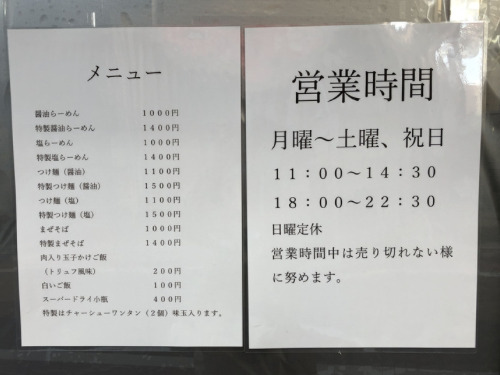 メニュー
醤油らーめん 1000円
特製醤油らーめん 1400円
塩らーめん 1000円
特製塩らーめん 1400円
つけ麺（醤油） 1100円
特製つけ麺（醤油） 1500円
つけ麺（塩） 1100円
特製つけ麺（塩） 1500円
まぜそば 1000円
特製まぜそば 1400円
肉入り玉子かけご飯
（トリュフ風味） 200円
白いご飯 100円
スーパードライ小瓶 400円
特製はチャーシューワンタン（2個）味玉入ります。
営業時間
月曜～土曜、祝日
11：00～14：30
18：00～22：30
日曜定休
営業時間中は売り切れない様
に努めます。